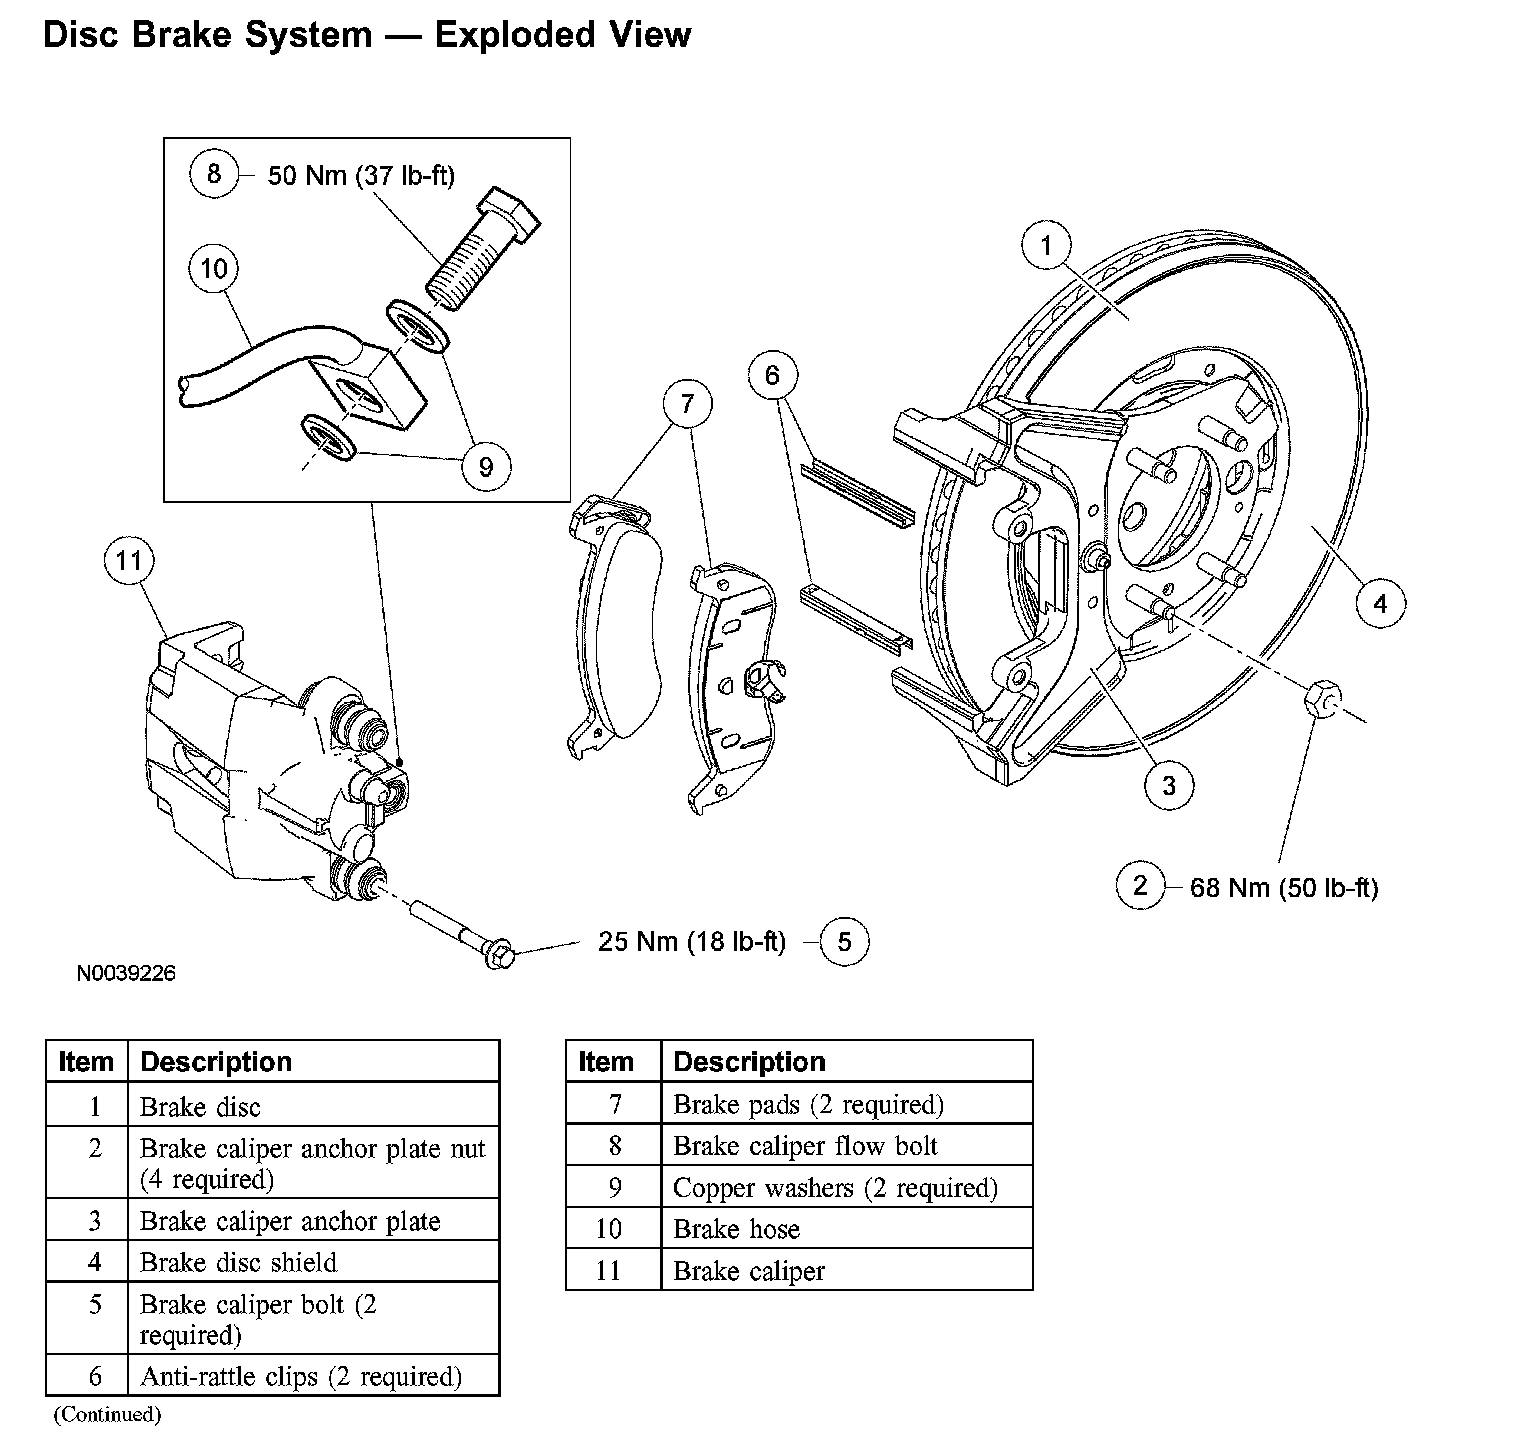 Disc Brake System — Exploded View
8 — 50 Nm (37 lb-ft)
10
9
11
7
6
1
4
3
2 — 68 Nm (50 lb-ft)
25 Nm (18 lb-ft) — 5
N0039226
Item Description
1 Brake disc
2 Brake caliper anchor plate nut
(4 required)
3 Brake caliper anchor plate
4 Brake disc shield
5 Brake caliper bolt (2
required)
6 Anti-rattle clips (2 required)
(Continued)
Item Description
7 Brake pads (2 required)
8 Brake caliper flow bolt
9 Copper washers (2 required)
10 Brake hose
11 Brake caliper